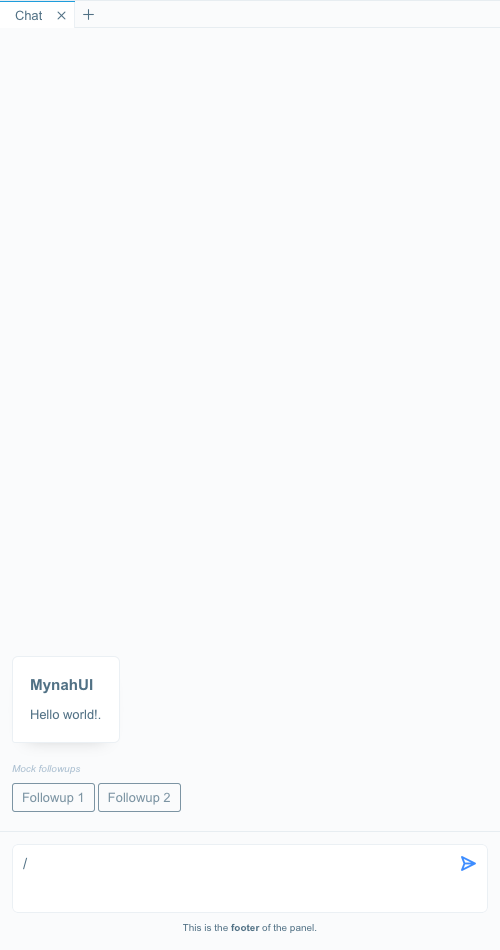 Chat
MynahUI
Hello world!.
Mock followups
Followup 1 Followup 2
/
This is the footer of the panel.